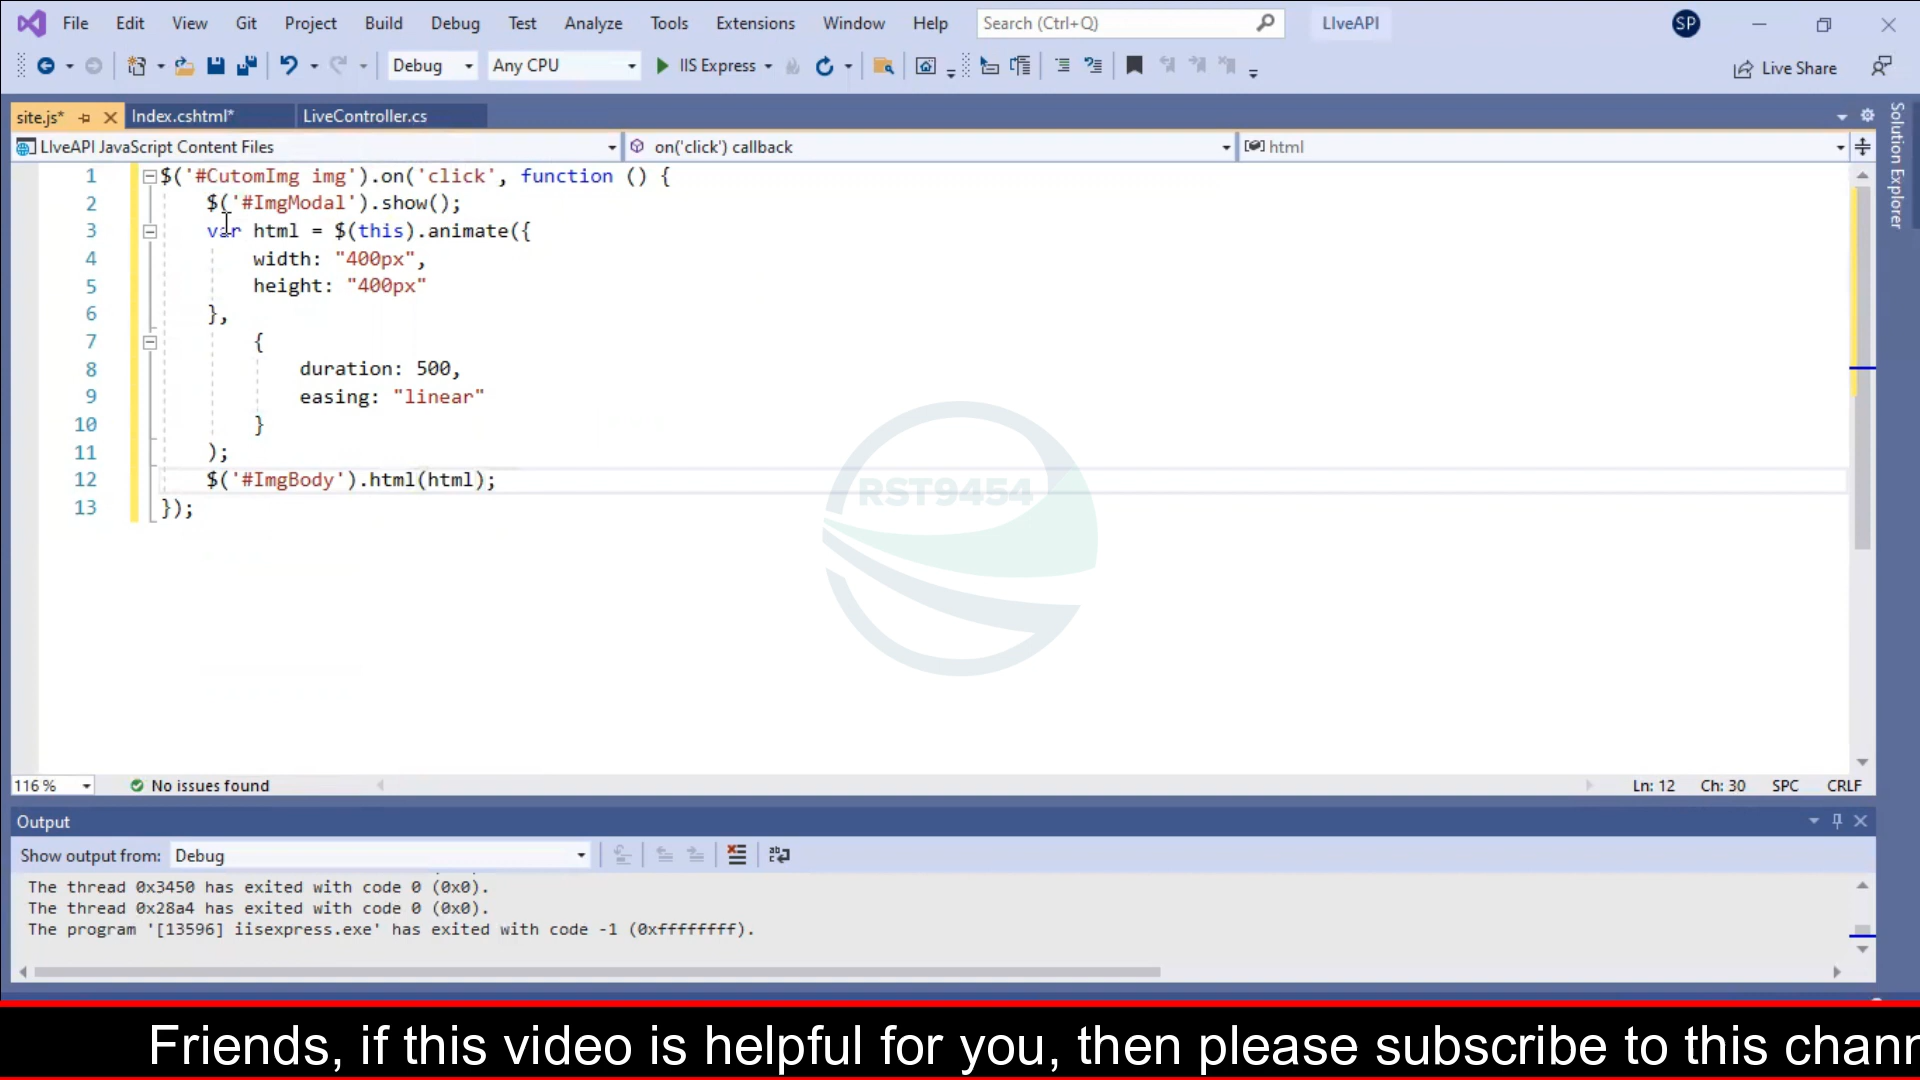 File Edit View Git Project Build Debug Test Analyze Tools Extensions Window Help Search (Ctrl+Q) LIveAPI SP
Debug Any CPU IIS Express Live Share
site.js* Index.cshtml* LiveController.cs
LIveAPI JavaScript Content Files on('click') callback html
Solution Explorer
1 $('#CutomImg img').on('click', function () {
2 $('#ImgModal').show();
3 var html = $(this).animate({
4 width: "400px",
5 height: "400px"
6 },
7 {
8 duration: 500,
9 easing: "linear"
10 }
11 );
12 $('#ImgBody').html(html);
13 });
RST9454
116 % No issues found Ln: 12 Ch: 30 SPC CRLF
Output
Show output from: Debug
The thread 0x3450 has exited with code 0 (0x0).
The thread 0x28a4 has exited with code 0 (0x0).
The program '[13596] iisexpress.exe' has exited with code -1 (0xffffffff).
Friends, if this video is helpful for you, then please subscribe to this chann